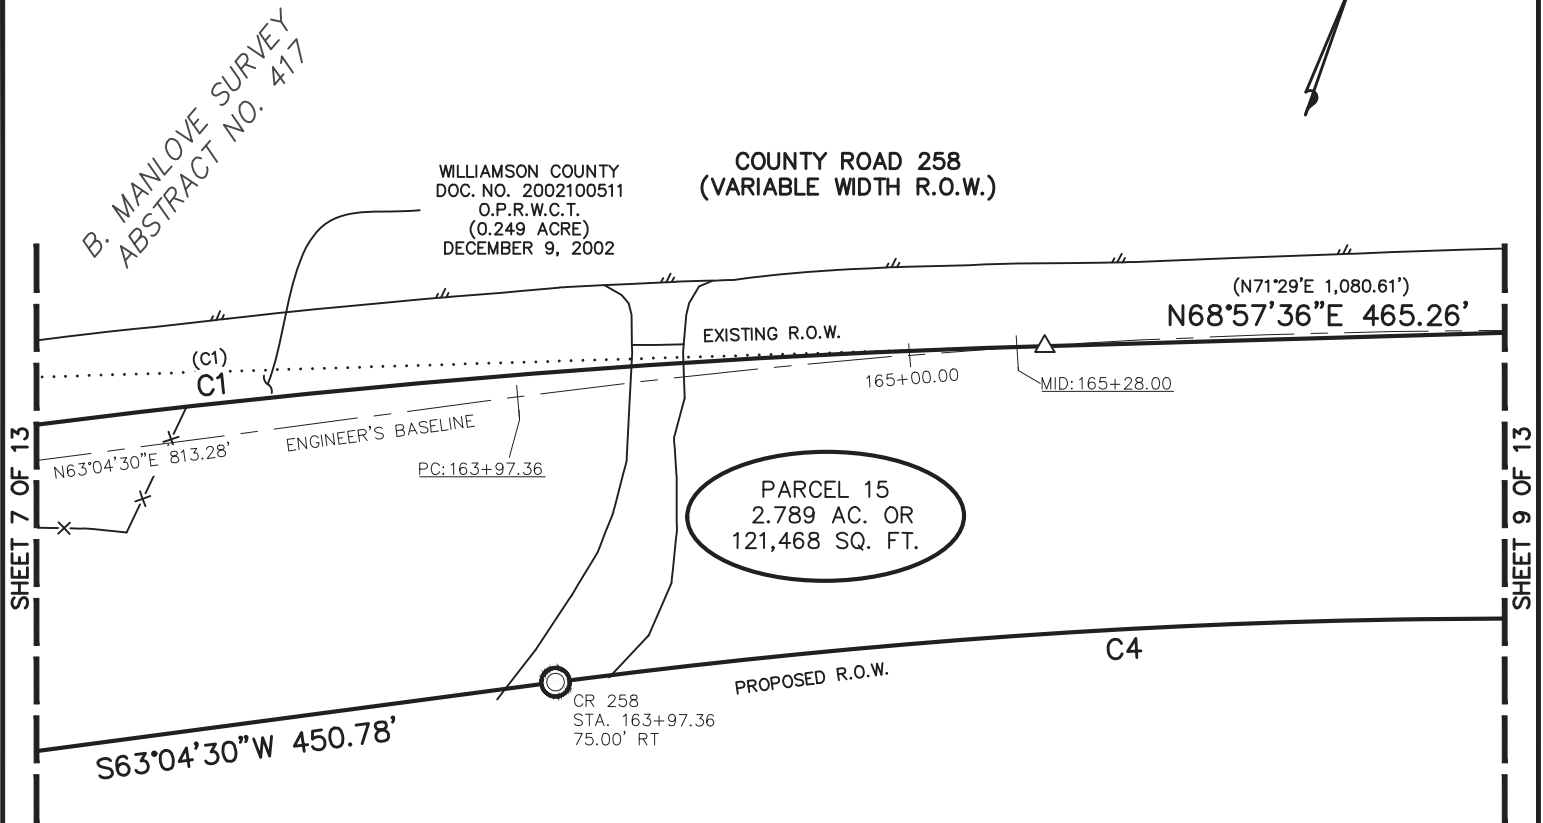 B. MANLOVE SURVEY
ABSTRACT NO. 417
WILLIAMSON COUNTY
DOC. NO. 2002100511
O.P.R.W.C.T.
(0.249 ACRE)
DECEMBER 9, 2002
COUNTY ROAD 258
(VARIABLE WIDTH R.O.W.)
(N71°29'E 1,080.61')
N68°57'36"E 465.26'
EXISTING R.O.W.
(C1)
C1
165+00.00
MID: 165+28.00
ENGINEER'S BASELINE
N63°04'30"E 813.28'
PC: 163+97.36
SHEET 7 OF 13
SHEET 9 OF 13
PARCEL 15
2.789 AC. OR
121,468 SQ. FT.
C4
PROPOSED R.O.W.
CR 258
STA. 163+97.36
75.00' RT
S63°04'30"W 450.78'